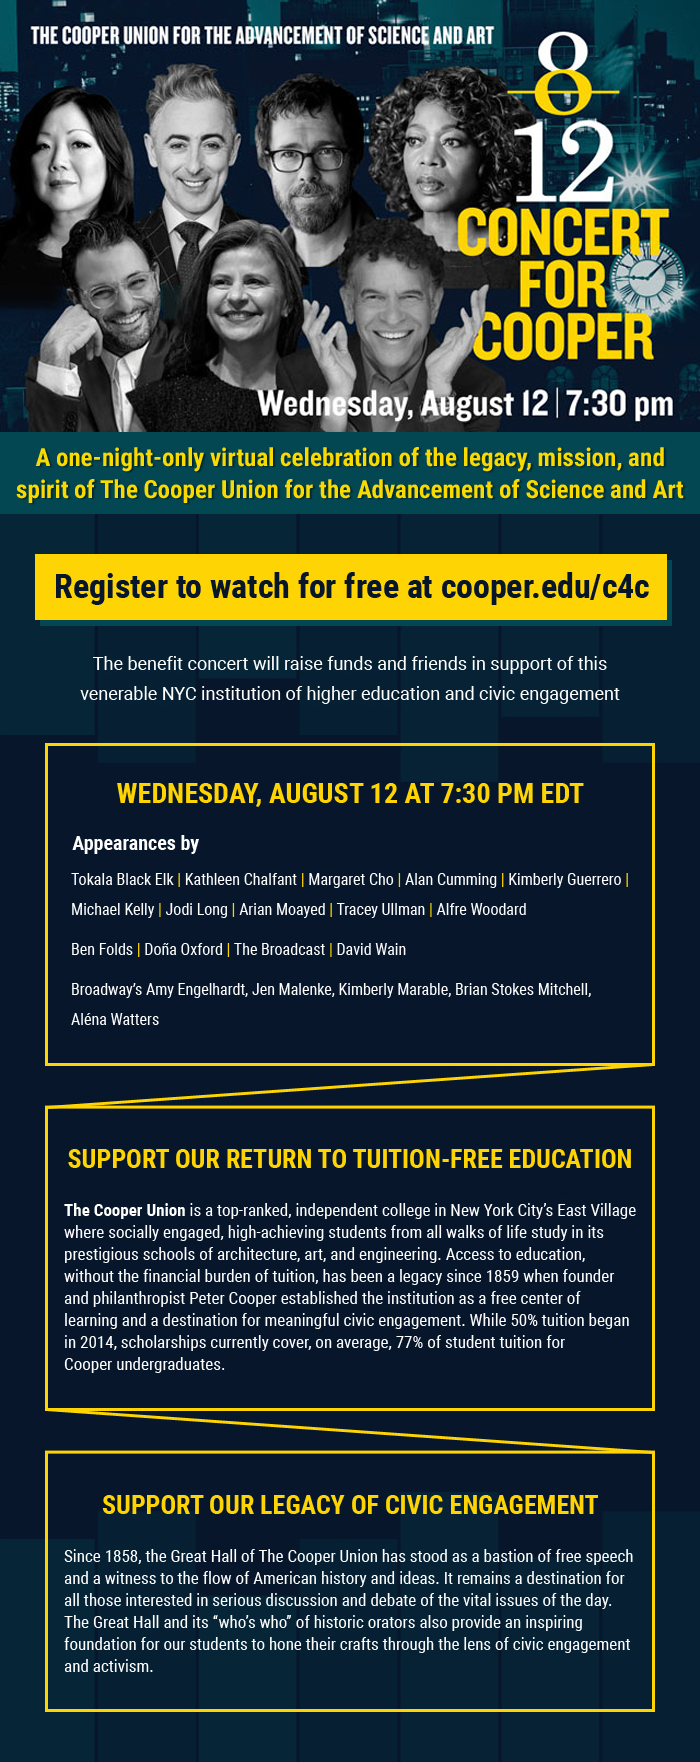 THE COOPER UNION FOR THE ADVANCEMENT OF SCIENCE AND ART
8
12
CONCERT
FOR
COOPER
Wednesday, August 12 | 7:30 pm
A one-night-only virtual celebration of the legacy, mission, and
spirit of The Cooper Union for the Advancement of Science and Art
Register to watch for free at cooper.edu/c4c
The benefit concert will raise funds and friends in support of this
venerable NYC institution of higher education and civic engagement
WEDNESDAY, AUGUST 12 AT 7:30 PM EDT
Appearances by
Tokala Black Elk | Kathleen Chalfant | Margaret Cho | Alan Cumming | Kimberly Guerrero |
Michael Kelly | Jodi Long | Arian Moayed | Tracey Ullman | Alfre Woodard
Ben Folds | Doña Oxford | The Broadcast | David Wain
Broadway's Amy Engelhardt, Jen Malenke, Kimberly Marable, Brian Stokes Mitchell,
Aléna Watters
SUPPORT OUR RETURN TO TUITION-FREE EDUCATION
The Cooper Union is a top-ranked, independent college in New York City's East Village
where socially engaged, high-achieving students from all walks of life study in its
prestigious schools of architecture, art, and engineering. Access to education,
without the financial burden of tuition, has been a legacy since 1859 when founder
and philanthropist Peter Cooper established the institution as a free center of
learning and a destination for meaningful civic engagement. While 50% tuition began
in 2014, scholarships currently cover, on average, 77% of student tuition for
Cooper undergraduates.
SUPPORT OUR LEGACY OF CIVIC ENGAGEMENT
Since 1858, the Great Hall of The Cooper Union has stood as a bastion of free speech
and a witness to the flow of American history and ideas. It remains a destination for
all those interested in serious discussion and debate of the vital issues of the day.
The Great Hall and its “who's who” of historic orators also provide an inspiring
foundation for our students to hone their crafts through the lens of civic engagement
and activism.